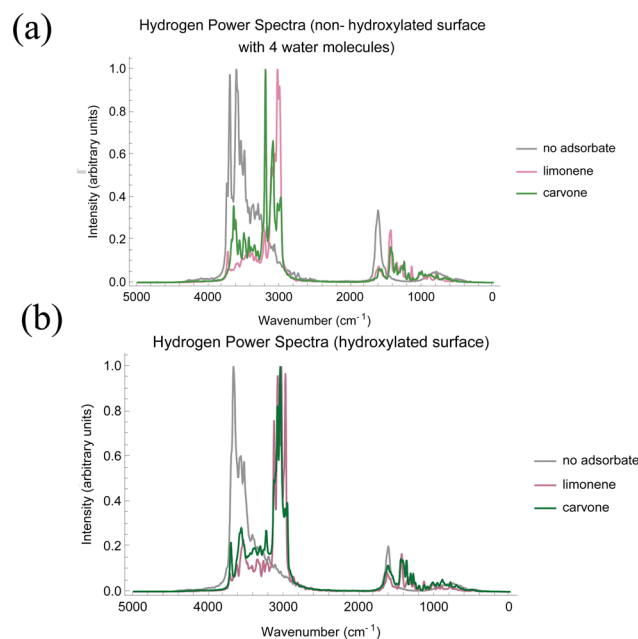 (a)
Hydrogen Power Spectra (non- hydroxylated surface
with 4 water molecules)
Intensity (arbitrary units)
1.0
0.8
0.6
0.4
0.2
0.0
5000 4000 3000 2000 1000 0
Wavenumber (cm-1)
no adsorbate
limonene
carvone
(b)
Hydrogen Power Spectra (hydroxylated surface)
Intensity (arbitrary units)
1.0
0.8
0.6
0.4
0.2
0.0
5000 4000 3000 2000 1000 0
Wavenumber (cm-1)
no adsorbate
limonene
carvone